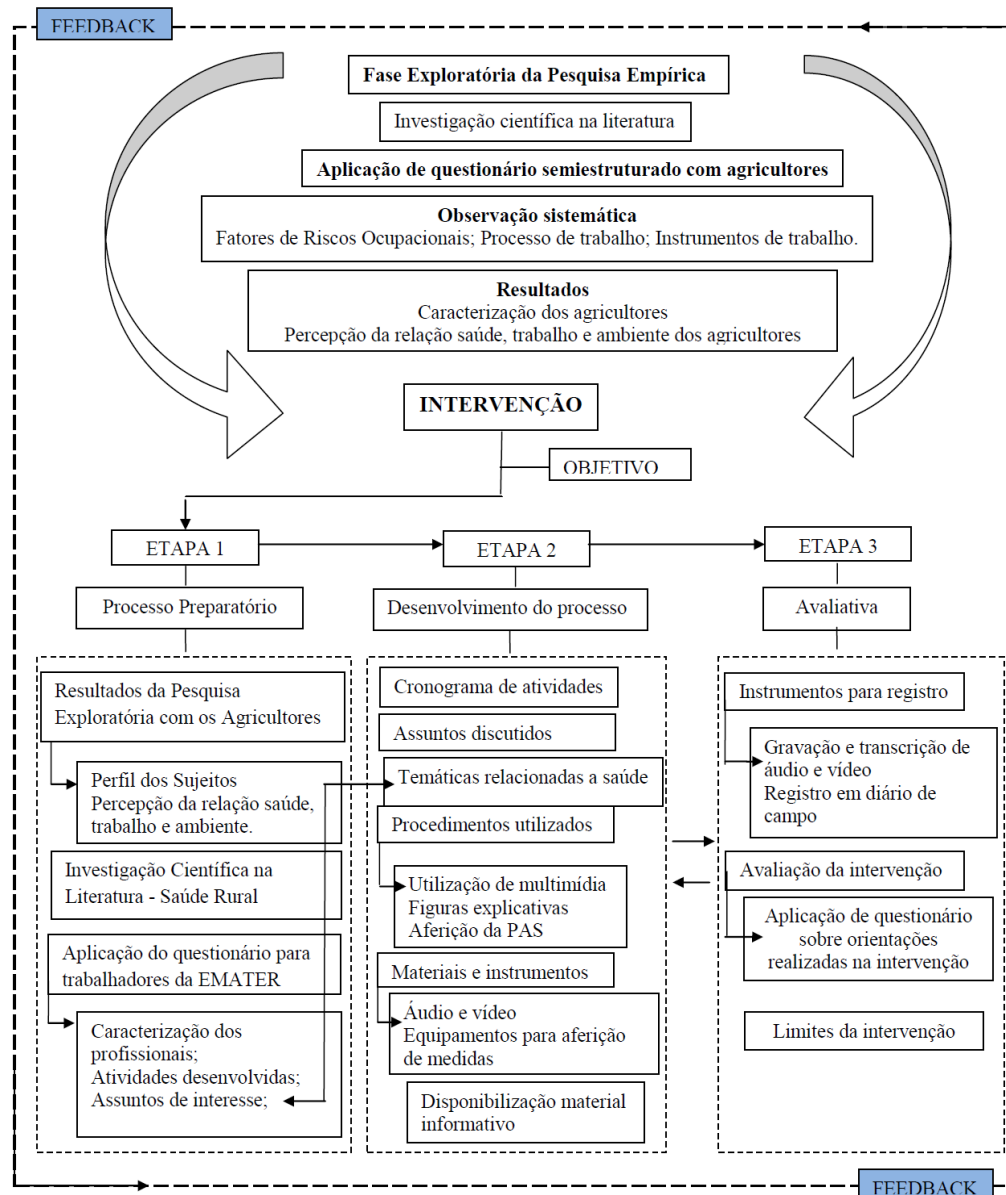 FEEDBACK
Fase Exploratória da Pesquisa Empírica
Investigação científica na literatura
Aplicação de questionário semiestruturado com agricultores
Observação sistemática
Fatores de Riscos Ocupacionais; Processo de trabalho; Instrumentos de trabalho.
Resultados
Caracterização dos agricultores
Percepção da relação saúde, trabalho e ambiente dos agricultores
INTERVENÇÃO
OBJETIVO
ETAPA 1
ETAPA 2
ETAPA 3
Processo Preparatório
Desenvolvimento do processo
Avaliativa
Resultados da Pesquisa
Exploratória com os Agricultores
Perfil dos Sujeitos
Percepção da relação saúde,
trabalho e ambiente.
Investigação Científica na
Literatura - Saúde Rural
Aplicação do questionário para
trabalhadores da EMATER
Caracterização dos
profissionais;
Atividades desenvolvidas;
Assuntos de interesse;
Cronograma de atividades
Assuntos discutidos
Temáticas relacionadas a saúde
Procedimentos utilizados
Utilização de multimídia
Figuras explicativas
Aferição da PAS
Materiais e instrumentos
Áudio e vídeo
Equipamentos para aferição
de medidas
Disponibilização material
informativo
Instrumentos para registro
Gravação e transcrição de
áudio e vídeo
Registro em diário de
campo
Avaliação da intervenção
Aplicação de questionário
sobre orientações
realizadas na intervenção
Limites da intervenção
FEEDBACK